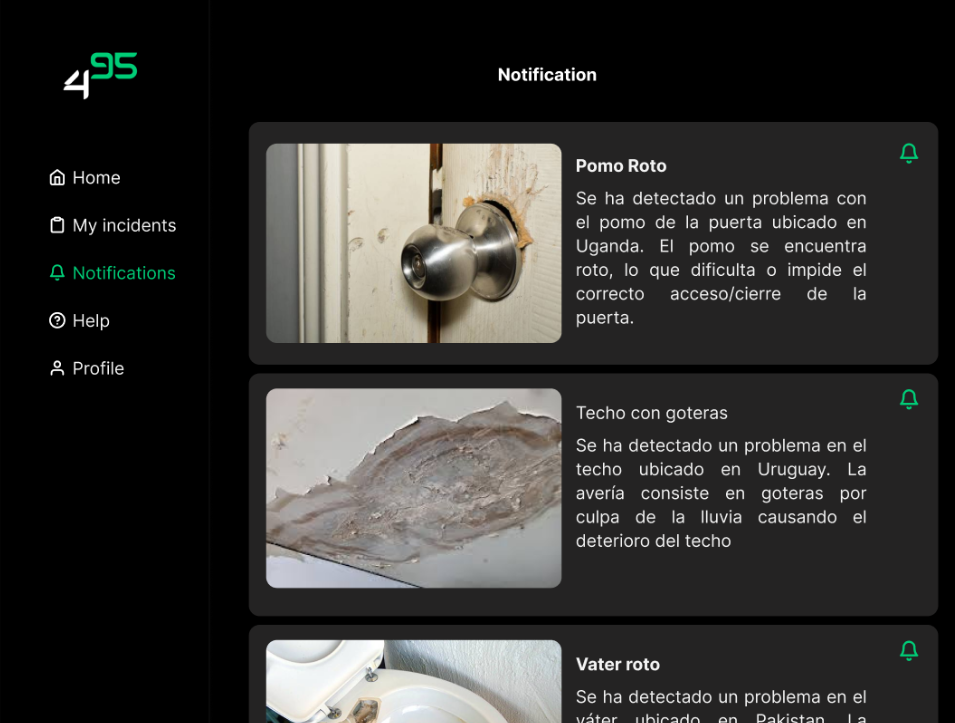 495
Home
My incidents
Notifications
Help
Profile
Notification
Pomo Roto
Se ha detectado un problema con
el pomo de la puerta ubicado en
Uganda. El pomo se encuentra
roto, lo que dificulta o impide el
correcto acceso/cierre de la
puerta.
Techo con goteras
Se ha detectado un problema en el
techo ubicado en Uruguay. La
avería consiste en goteras por
culpa de la lluvia causando el
deterioro del techo
Vater roto
Se ha detectado un problema en el
váter ubicado en Pakistan. La